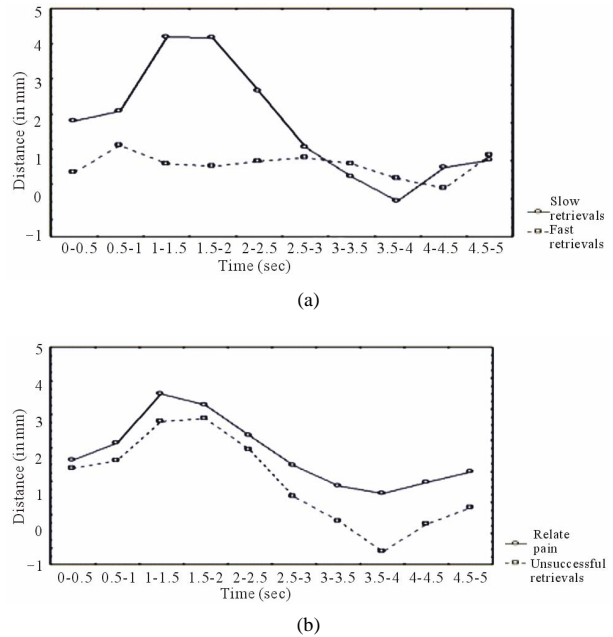 5
4
3
2
1
0
−1
Distance (in mm)
0-0.5 0.5-1 1-1.5 1.5-2 2-2.5 2.5-3 3-3.5 3.5-4 4-4.5 4.5-5
Time (sec)
Slow
retrievals
Fast
retrievals
(a)
5
4
3
2
1
0
−1
Distance (in mm)
0-0.5 0.5-1 1-1.5 1.5-2 2-2.5 2.5-3 3-3.5 3.5-4 4-4.5 4.5-5
Time (sec)
Relate
pain
Unsuccessful
retrievals
(b)